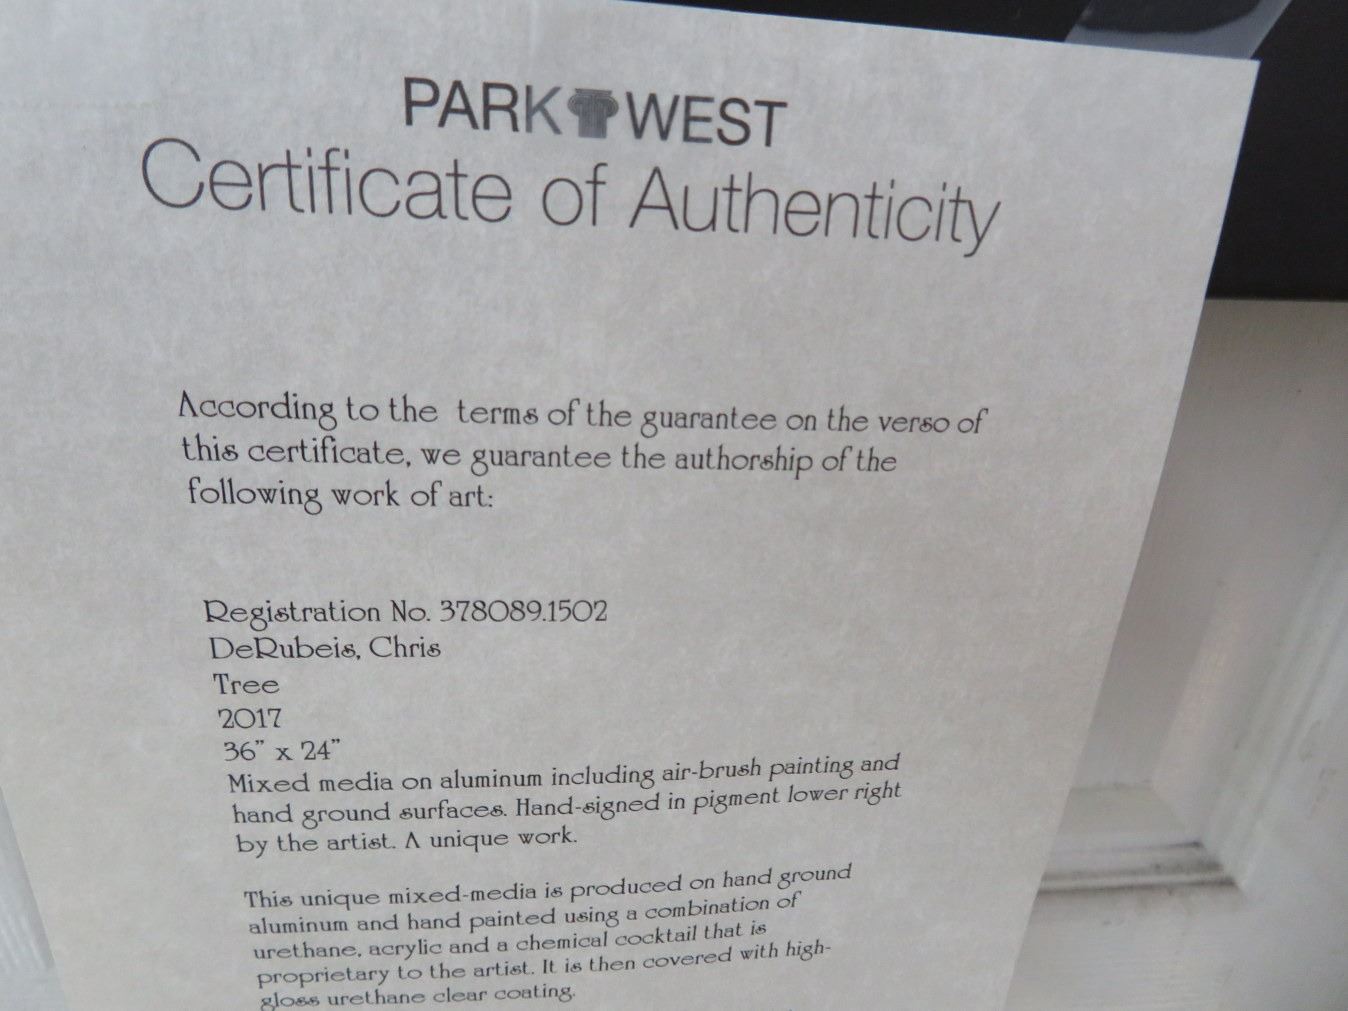 PARK WEST
Certificate of Authenticity
According to the terms of the guarantee on the verso of
this certificate, we guarantee the authorship of the
following work of art:
Registration No. 378089.1502
DeRubeis, Chris
Tree
2017
36” x 24”
Mixed media on aluminum including air-brush painting and
hand ground surfaces. Hand-signed in pigment lower right
by the artist. A unique work.
This unique mixed-media is produced on hand ground
aluminum and hand painted using a combination of
urethane, acrylic and a chemical cocktail that is
proprietary to the artist. It is then covered with high-
gloss urethane clear coating.